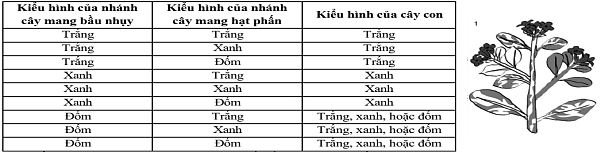 Kiểu hình của nhánh cây mang bầu nhụy Kiểu hình của nhánh cây mang hạt phấn Kiểu hình của cây con
Trắng Trắng Trắng
Trắng Xanh Trắng
Trắng Đốm Trắng
Xanh Trắng Xanh
Xanh Xanh Xanh
Xanh Đốm Xanh
Đốm Trắng Trắng, xanh, hoặc đốm
Đốm Xanh Trắng, xanh, hoặc đốm
Đốm Đốm Trắng, xanh, hoặc đốm
1